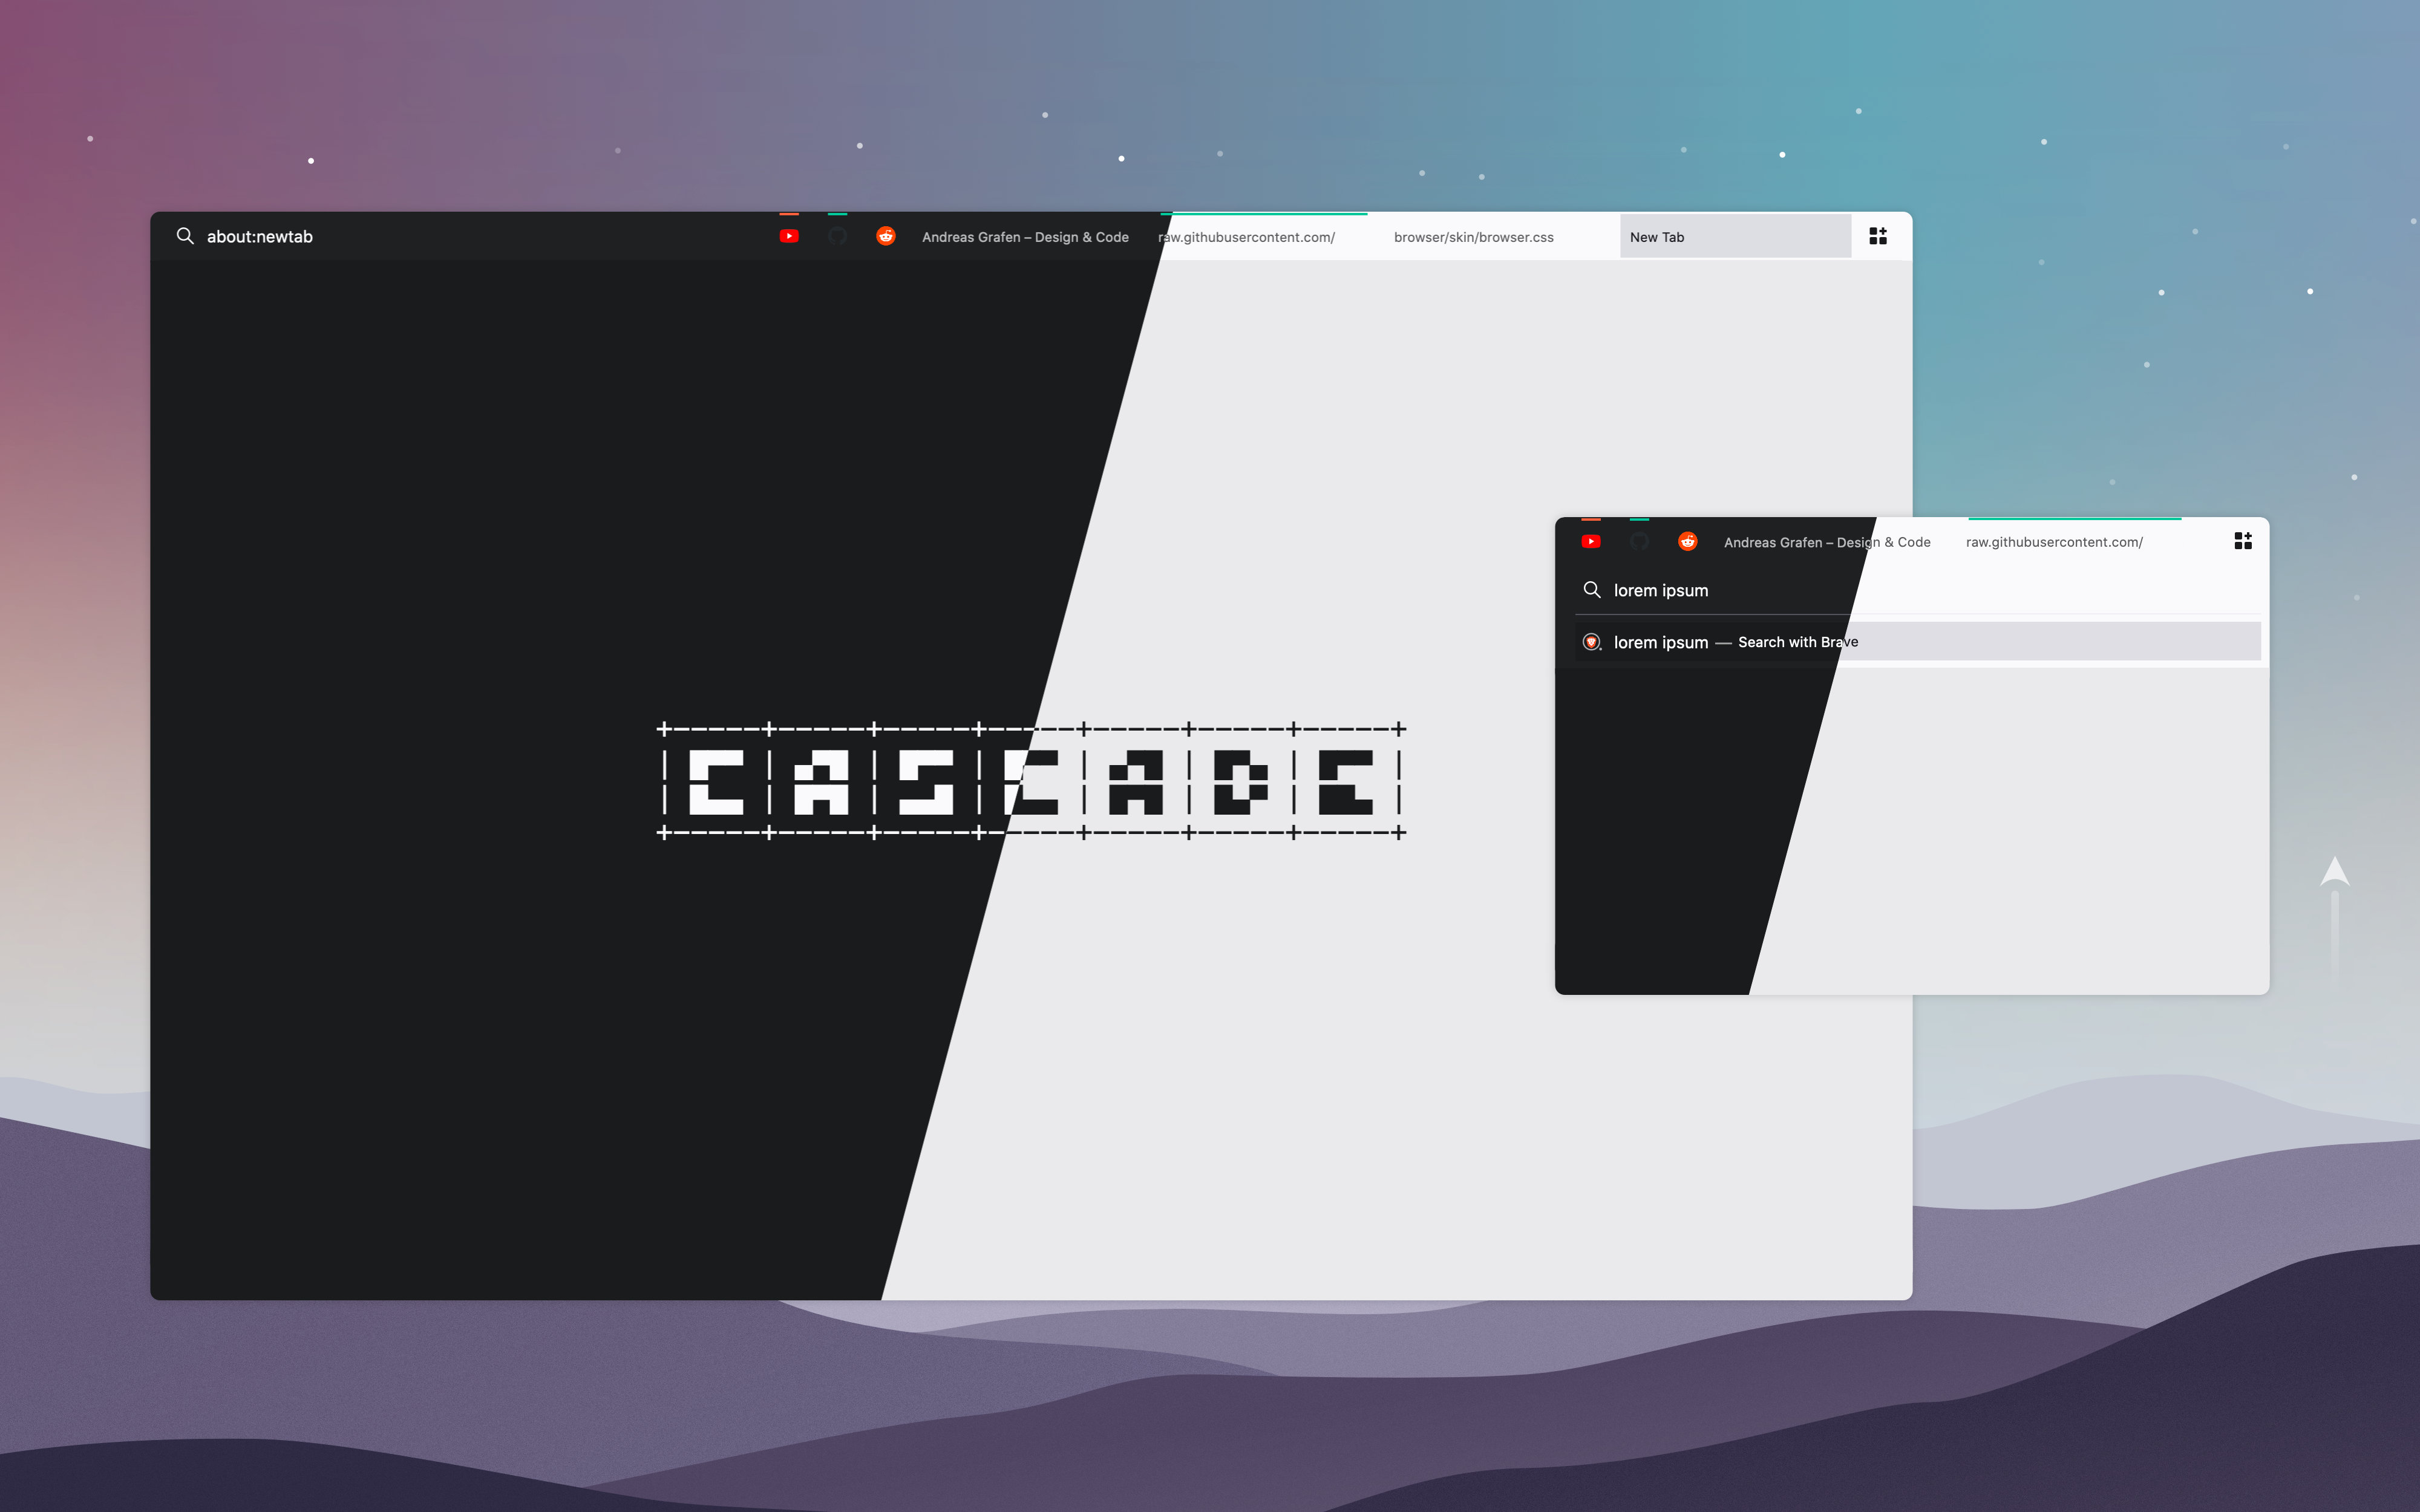 about:newtab
Andreas Grafen – Design & Code
raw.githubusercontent.com/
browser/skin/browser.css
New Tab
CASCADE
Andreas Grafen – Design & Code
raw.githubusercontent.com/
lorem ipsum
lorem ipsum — Search with Brave